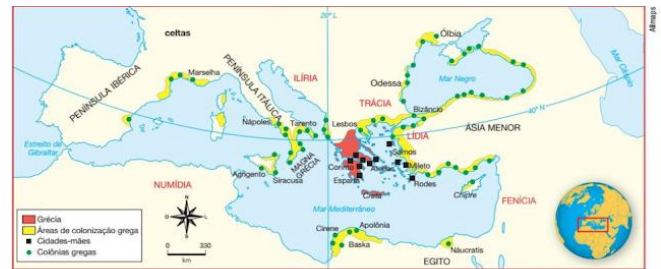 20° L
Allmaps
celtas
Ólbia
Odessa
Mar Negro
Mar Cáspio
Marselha
PENÍNSULA IBÉRICA
PENÍNSULA ITÁLICA
ILÍRIA
TRÁCIA
Bizâncio
40° N
Nápoles
Tarento
Lesbos
LÍDIA
ÁSIA MENOR
Estreito de
Gibraltar
MAGNA
GRÉCIA
Samos
Corinto
Atenas
Mileto
Agrigento
Siracusa
Esparta
Rodes
NUMÍDIA
Creta
Chipre
FENÍCIA
Mar Mediterrâneo
Grécia
Áreas de colonização grega
Cidades-mães
Colônias gregas
N
0 330
km
Cirene
Apolônia
Baska
Náucratis
EGITO